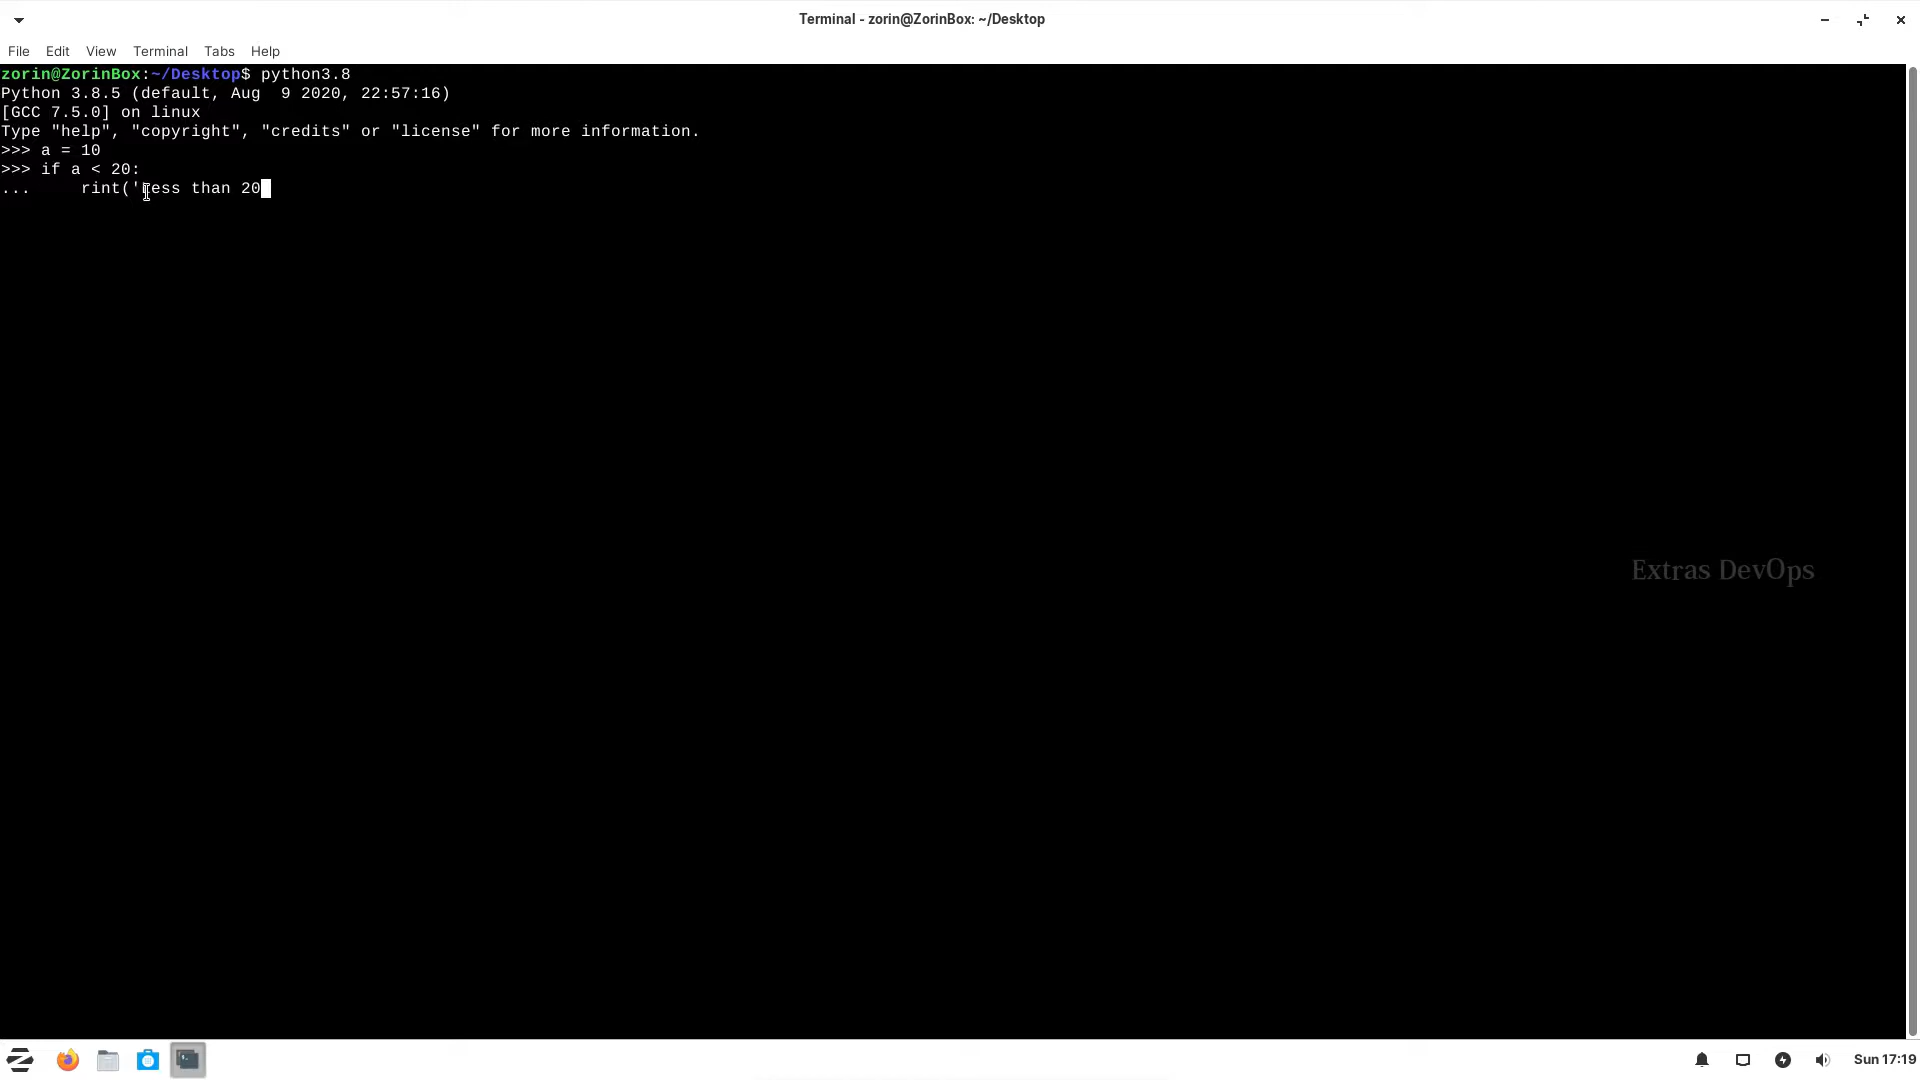 Terminal - zorin@ZorinBox: ~/Desktop
File Edit View Terminal Tabs Help
zorin@ZorinBox:~/Desktop$ python3.8
Python 3.8.5 (default, Aug  9 2020, 22:57:16)
[GCC 7.5.0] on linux
Type "help", "copyright", "credits" or "license" for more information.
>>> a = 10
>>> if a < 20:
...     rint('less than 20
Extras DevOps
Sun 17:19